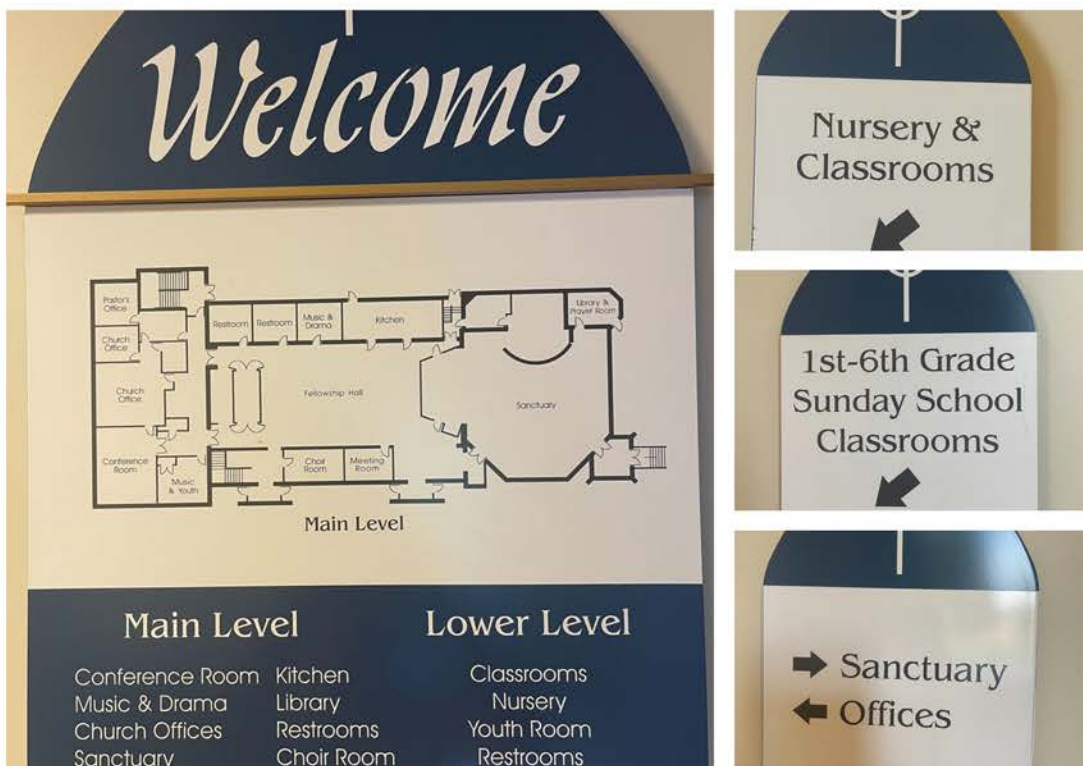 Welcome
Pastor's
Office
Church
Office
Church
Office
Conference
Room
Music
& Youth
Restroom
Restroom
Music &
Drama
Kitchen
Library &
Prayer Room
Fellowship Hall
Sanctuary
Choir
Room
Meeting
Room
Main Level
Main Level
Conference Room
Music & Drama
Church Offices
Sanctuary
Kitchen
Library
Restrooms
Choir Room
Lower Level
Classrooms
Nursery
Youth Room
Restrooms
Nursery &
Classrooms
1st-6th Grade
Sunday School
Classrooms
Sanctuary
Offices